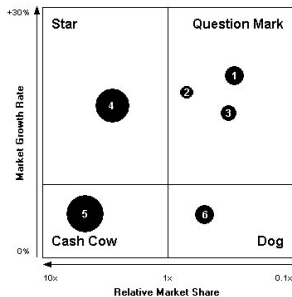 +30%
Star
Question Mark
Market Growth Rate
1
2
4
3
5
6
Cash Cow
Dog
0%
10x
1x
0.1x
Relative Market Share